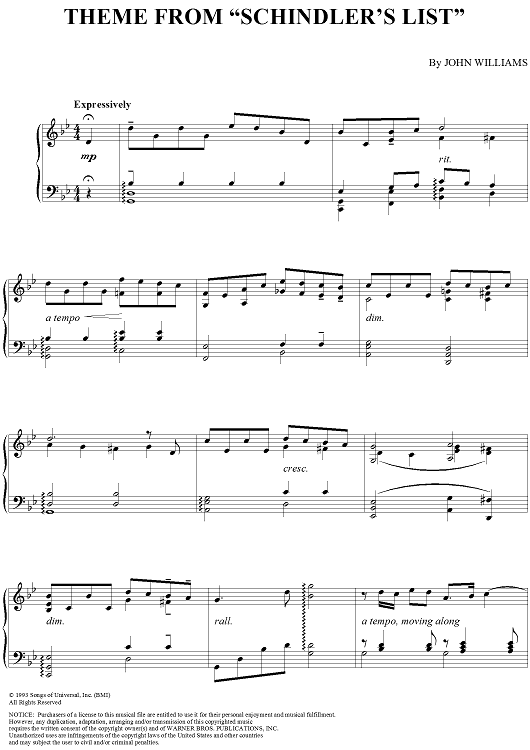 THEME FROM “SCHINDLER’S LIST”
By JOHN WILLIAMS
Expressively
mp
rit.
a tempo
dim.
cresc.
dim.
rall.
a tempo, moving along
© 1993 Songs of Universal, Inc. (BMI)
All Rights Reserved
NOTICE: Purchasers of a license to this musical file are entitled to use it for their personal enjoyment and musical fulfillment.
However, any duplication, adaptation, arranging and/or transmission of this copyrighted music
requires the written consent of the copyright owner(s) and of WARNER BROS. PUBLICATIONS, INC.
Unauthorized uses are infringements of the copyright laws of the United States and other countries
and may subject the user to civil and/or criminal penalties.